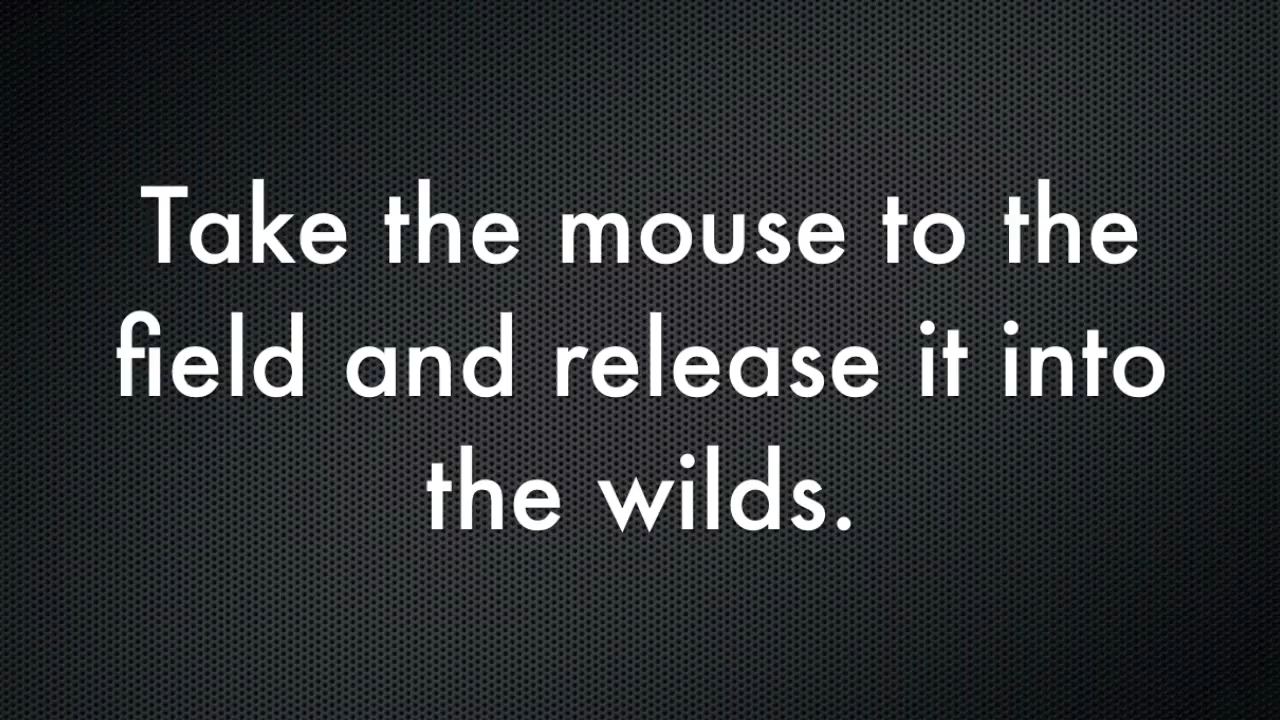 Take the mouse to the
field and release it into
the wilds.